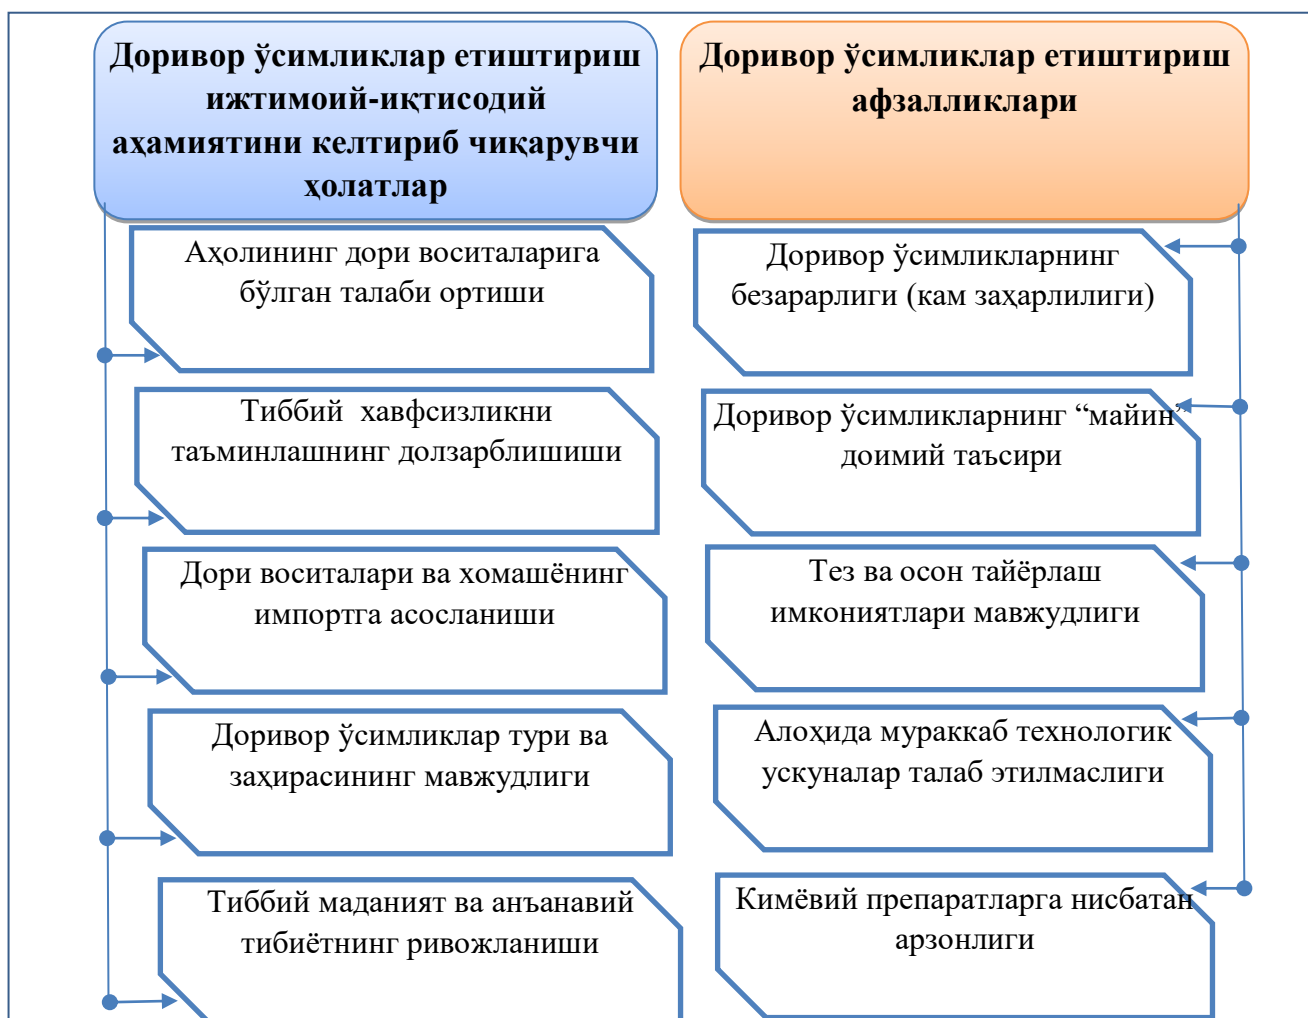 Доривор ўсимликлар етиштириш
ижтимоий-иқтисодий
аҳамиятини келтириб чиқарувчи
ҳолатлар
Аҳолининг дори воситаларига
бўлган талаби ортиши
Тиббий хавфсизликни
таъминлашнинг долзарблишиши
Дори воситалари ва хомашёнинг
импортга асосланиши
Доривор ўсимликлар тури ва
заҳирасининг мавжудлиги
Тиббий маданият ва анъанавий
тибиётнинг ривожланиши
Доривор ўсимликлар етиштириш
афзалликлари
Доривор ўсимликларнинг
безарарлиги (кам заҳарлилиги)
Доривор ўсимликларнинг “майин”
доимий таъсири
Тез ва осон тайёрлаш
имкониятлари мавжудлиги
Алоҳида мураккаб технологик
ускуналар талаб этилмаслиги
Кимёвий препаратларга нисбатан
арзонлиги